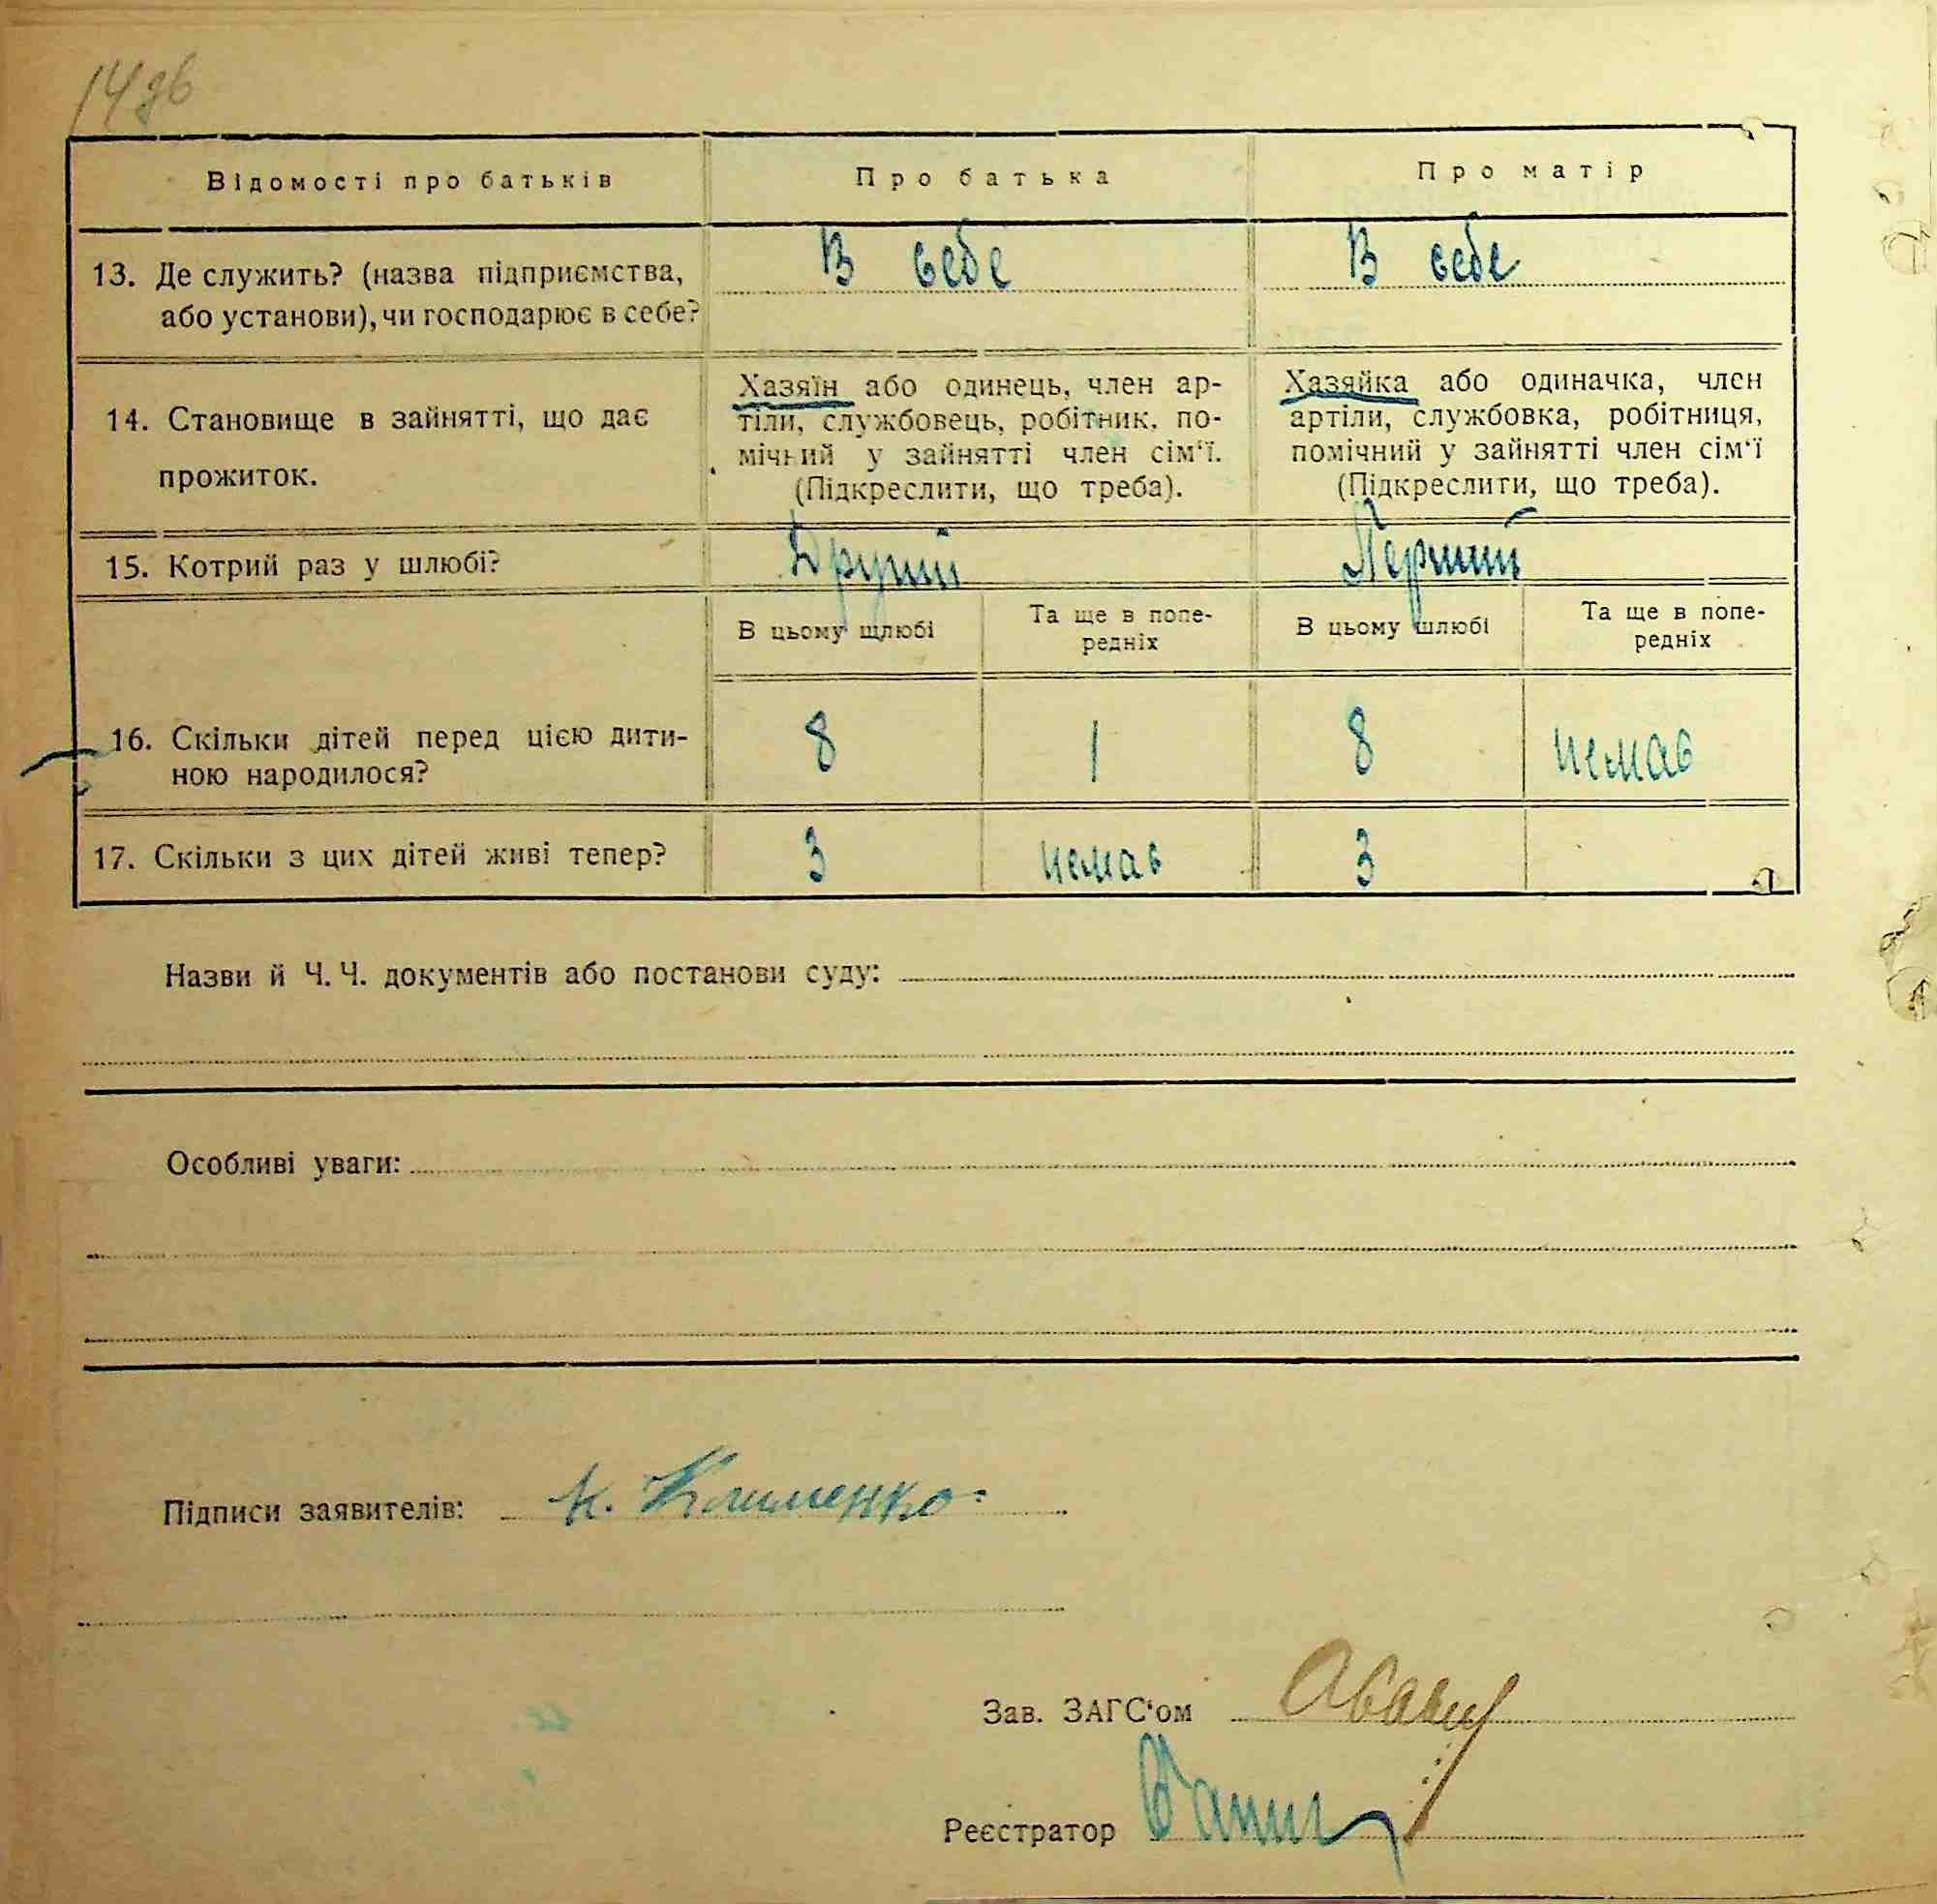 14 зв
Відомості про батьків
Про батька
Про матір
13. Де служить? (назва підприємства,
або установи), чи господарює в себе?
В себе
В себе
14. Становище в зайнятті, що дає
прожиток.
Хазяїн або одинець, член ар-
тіли, службовець, робітник, по-
мічний у зайнятті член сім‘ї.
(Підкреслити, що треба).
Хазяйка або одиначка, член
артіли, службовка, робітниця,
помічний у зайнятті член сім‘ї
(Підкреслити, що треба).
15. Котрий раз у шлюбі?
Другий
Перший
В цьому щлюбі
Та ще в попе-
редніх
В цьому шлюбі
Та ще в попе-
редніх
16. Скільки дітей перед цією дити-
ною народилося?
8
1
8
немає
17. Скільки з цих дітей живі тепер?
3
немає
3
Назви й Ч. Ч. документів або постанови суду:
Особливі уваги:
Підписи заявителів: К. Клименко
Зав. ЗАГС‘ом
Реєстратор